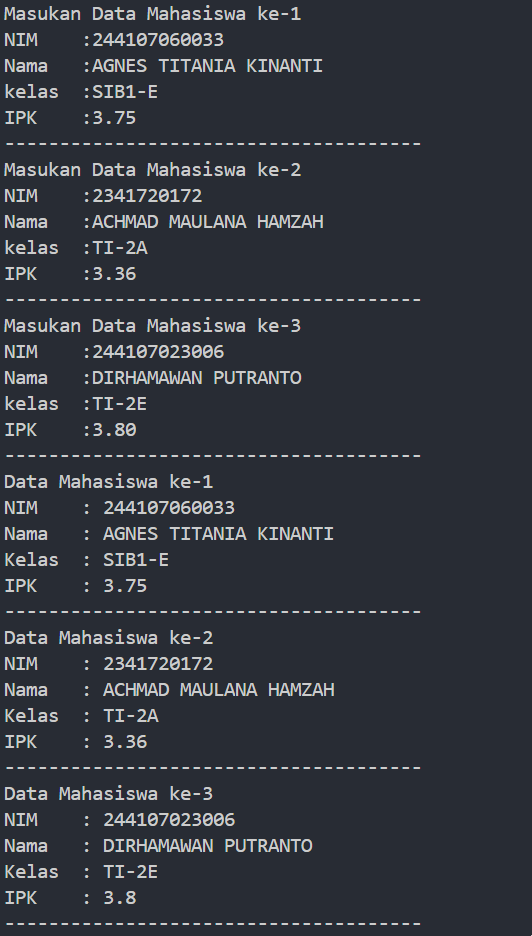 Masukan Data Mahasiswa ke-1
NIM    :244107060033
Nama   :AGNES TITANIA KINANTI
kelas  :SIB1-E
IPK    :3.75
--------------------------------------
Masukan Data Mahasiswa ke-2
NIM    :2341720172
Nama   :ACHMAD MAULANA HAMZAH
kelas  :TI-2A
IPK    :3.36
--------------------------------------
Masukan Data Mahasiswa ke-3
NIM    :244107023006
Nama   :DIRHAMAWAN PUTRANTO
kelas  :TI-2E
IPK    :3.80
--------------------------------------
Data Mahasiswa ke-1
NIM    : 244107060033
Nama   : AGNES TITANIA KINANTI
Kelas  : SIB1-E
IPK    : 3.75
--------------------------------------
Data Mahasiswa ke-2
NIM    : 2341720172
Nama   : ACHMAD MAULANA HAMZAH
Kelas  : TI-2A
IPK    : 3.36
--------------------------------------
Data Mahasiswa ke-3
NIM    : 244107023006
Nama   : DIRHAMAWAN PUTRANTO
Kelas  : TI-2E
IPK    : 3.8
--------------------------------------